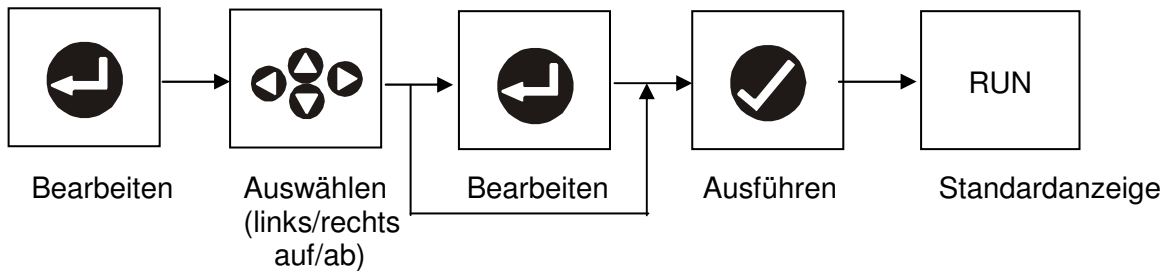 RUN
Bearbeiten
Auswählen
(links/rechts
auf/ab)
Bearbeiten
Ausführen
Standardanzeige